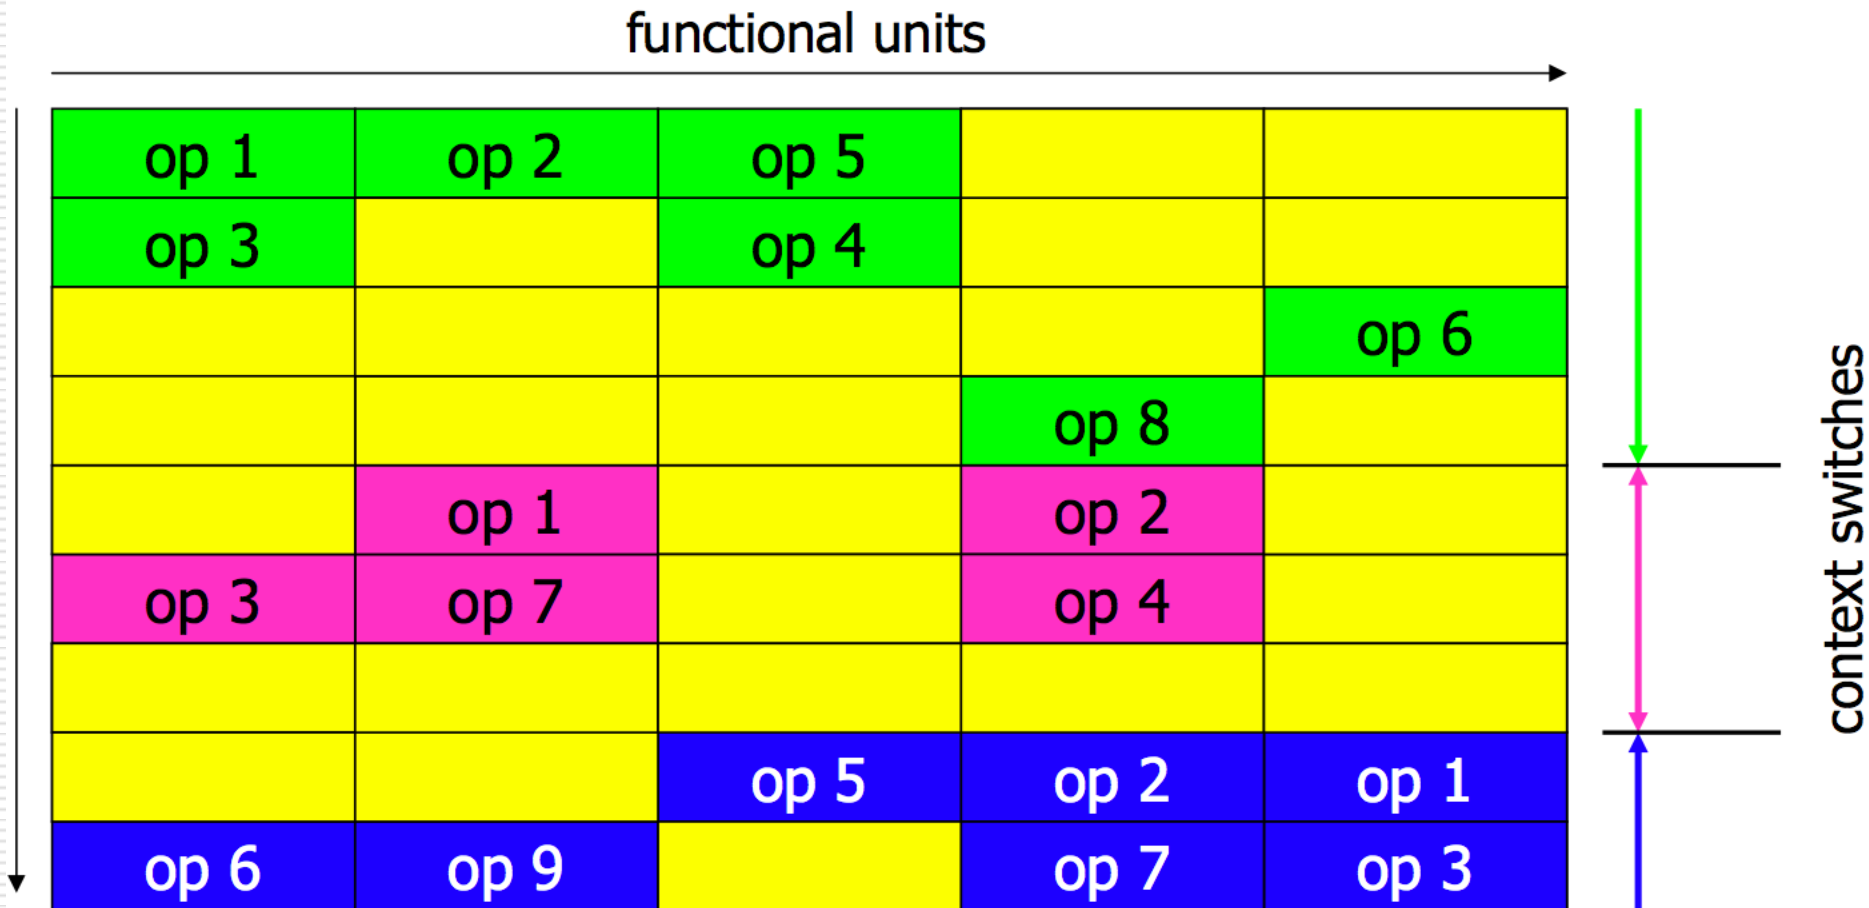 functional units
op 1 op 2 op 5
op 3 op 4
op 6
op 8
op 1 op 2
op 3 op 7 op 4
op 5 op 2 op 1
op 6 op 9 op 7 op 3
context switches